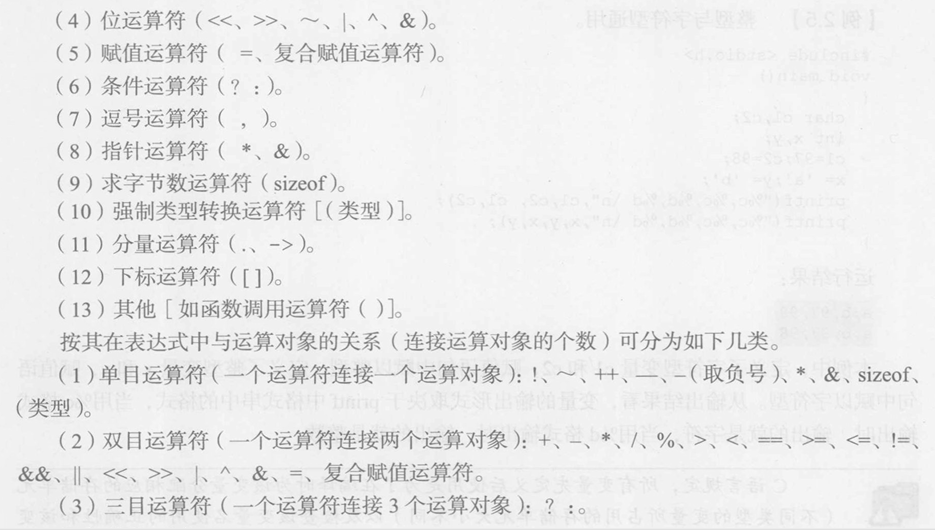 （4）位运算符（<<、>>、～、|、^、&）。
（5）赋值运算符（ =、复合赋值运算符）。
（6）条件运算符（? :）。
（7）逗号运算符（ , ）。
（8）指针运算符（ *、&）。
（9）求字节数运算符（sizeof）。
（10）强制类型转换运算符[（类型）]。
（11）分量运算符（.、->）。
（12）下标运算符（[ ]）。
（13）其他[如函数调用运算符（ ）]。
按其在表达式中与运算对象的关系（连接运算对象的个数）可分为如下几类。
（1）单目运算符（一个运算符连接一个运算对象）：!、～、++、—、-（取负号）、*、&、sizeof、
（类型）。
（2）双目运算符（一个运算符连接两个运算对象）：+、–、*、/、%、>、<、==、>=、<=、!=、
&&、||、<<、>>、|、^、&、=、复合赋值运算符。
（3）三目运算符（一个运算符连接 3 个运算对象）：? :。